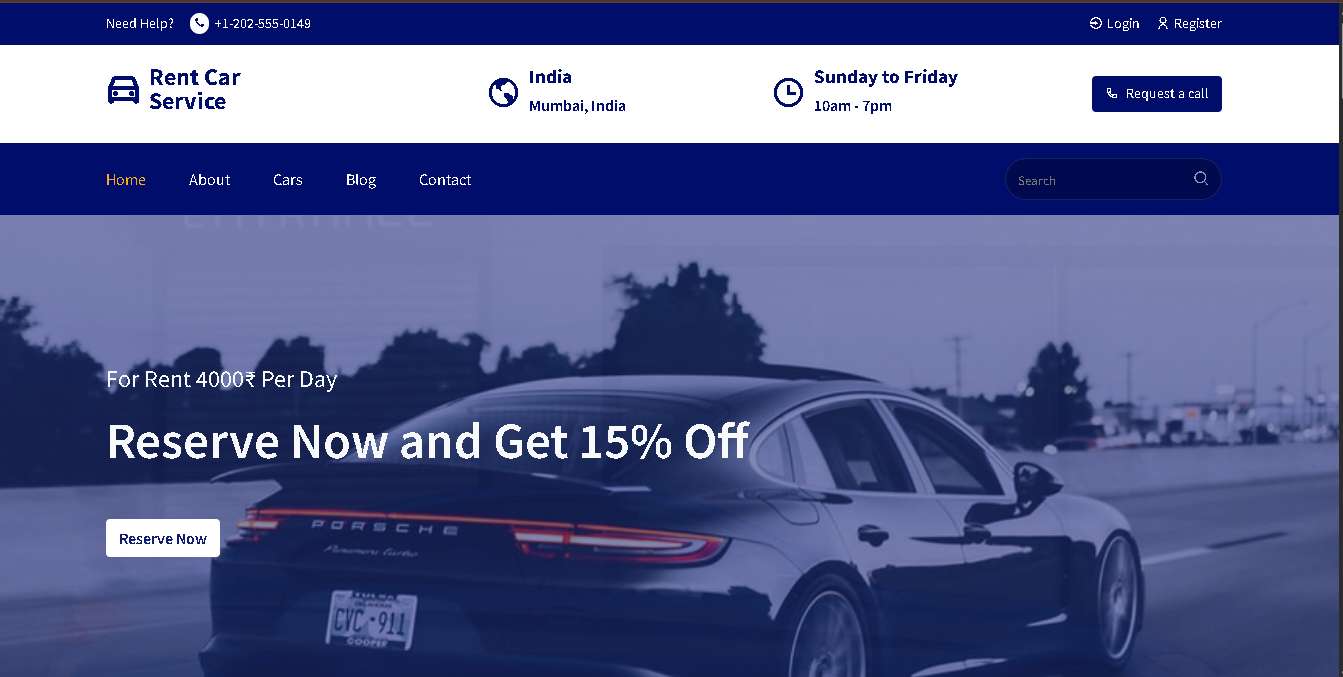 Need Help? +1-202-555-0149
Login Register
Rent Car
Service
India
Mumbai, India
Sunday to Friday
10am - 7pm
Request a call
Home About Cars Blog Contact
Search
For Rent 4000₹ Per Day
Reserve Now and Get 15% Off
Reserve Now
PORSCHE
Panamera turbo
TULSA
OKLAHOMA
CVC-911
COOPER